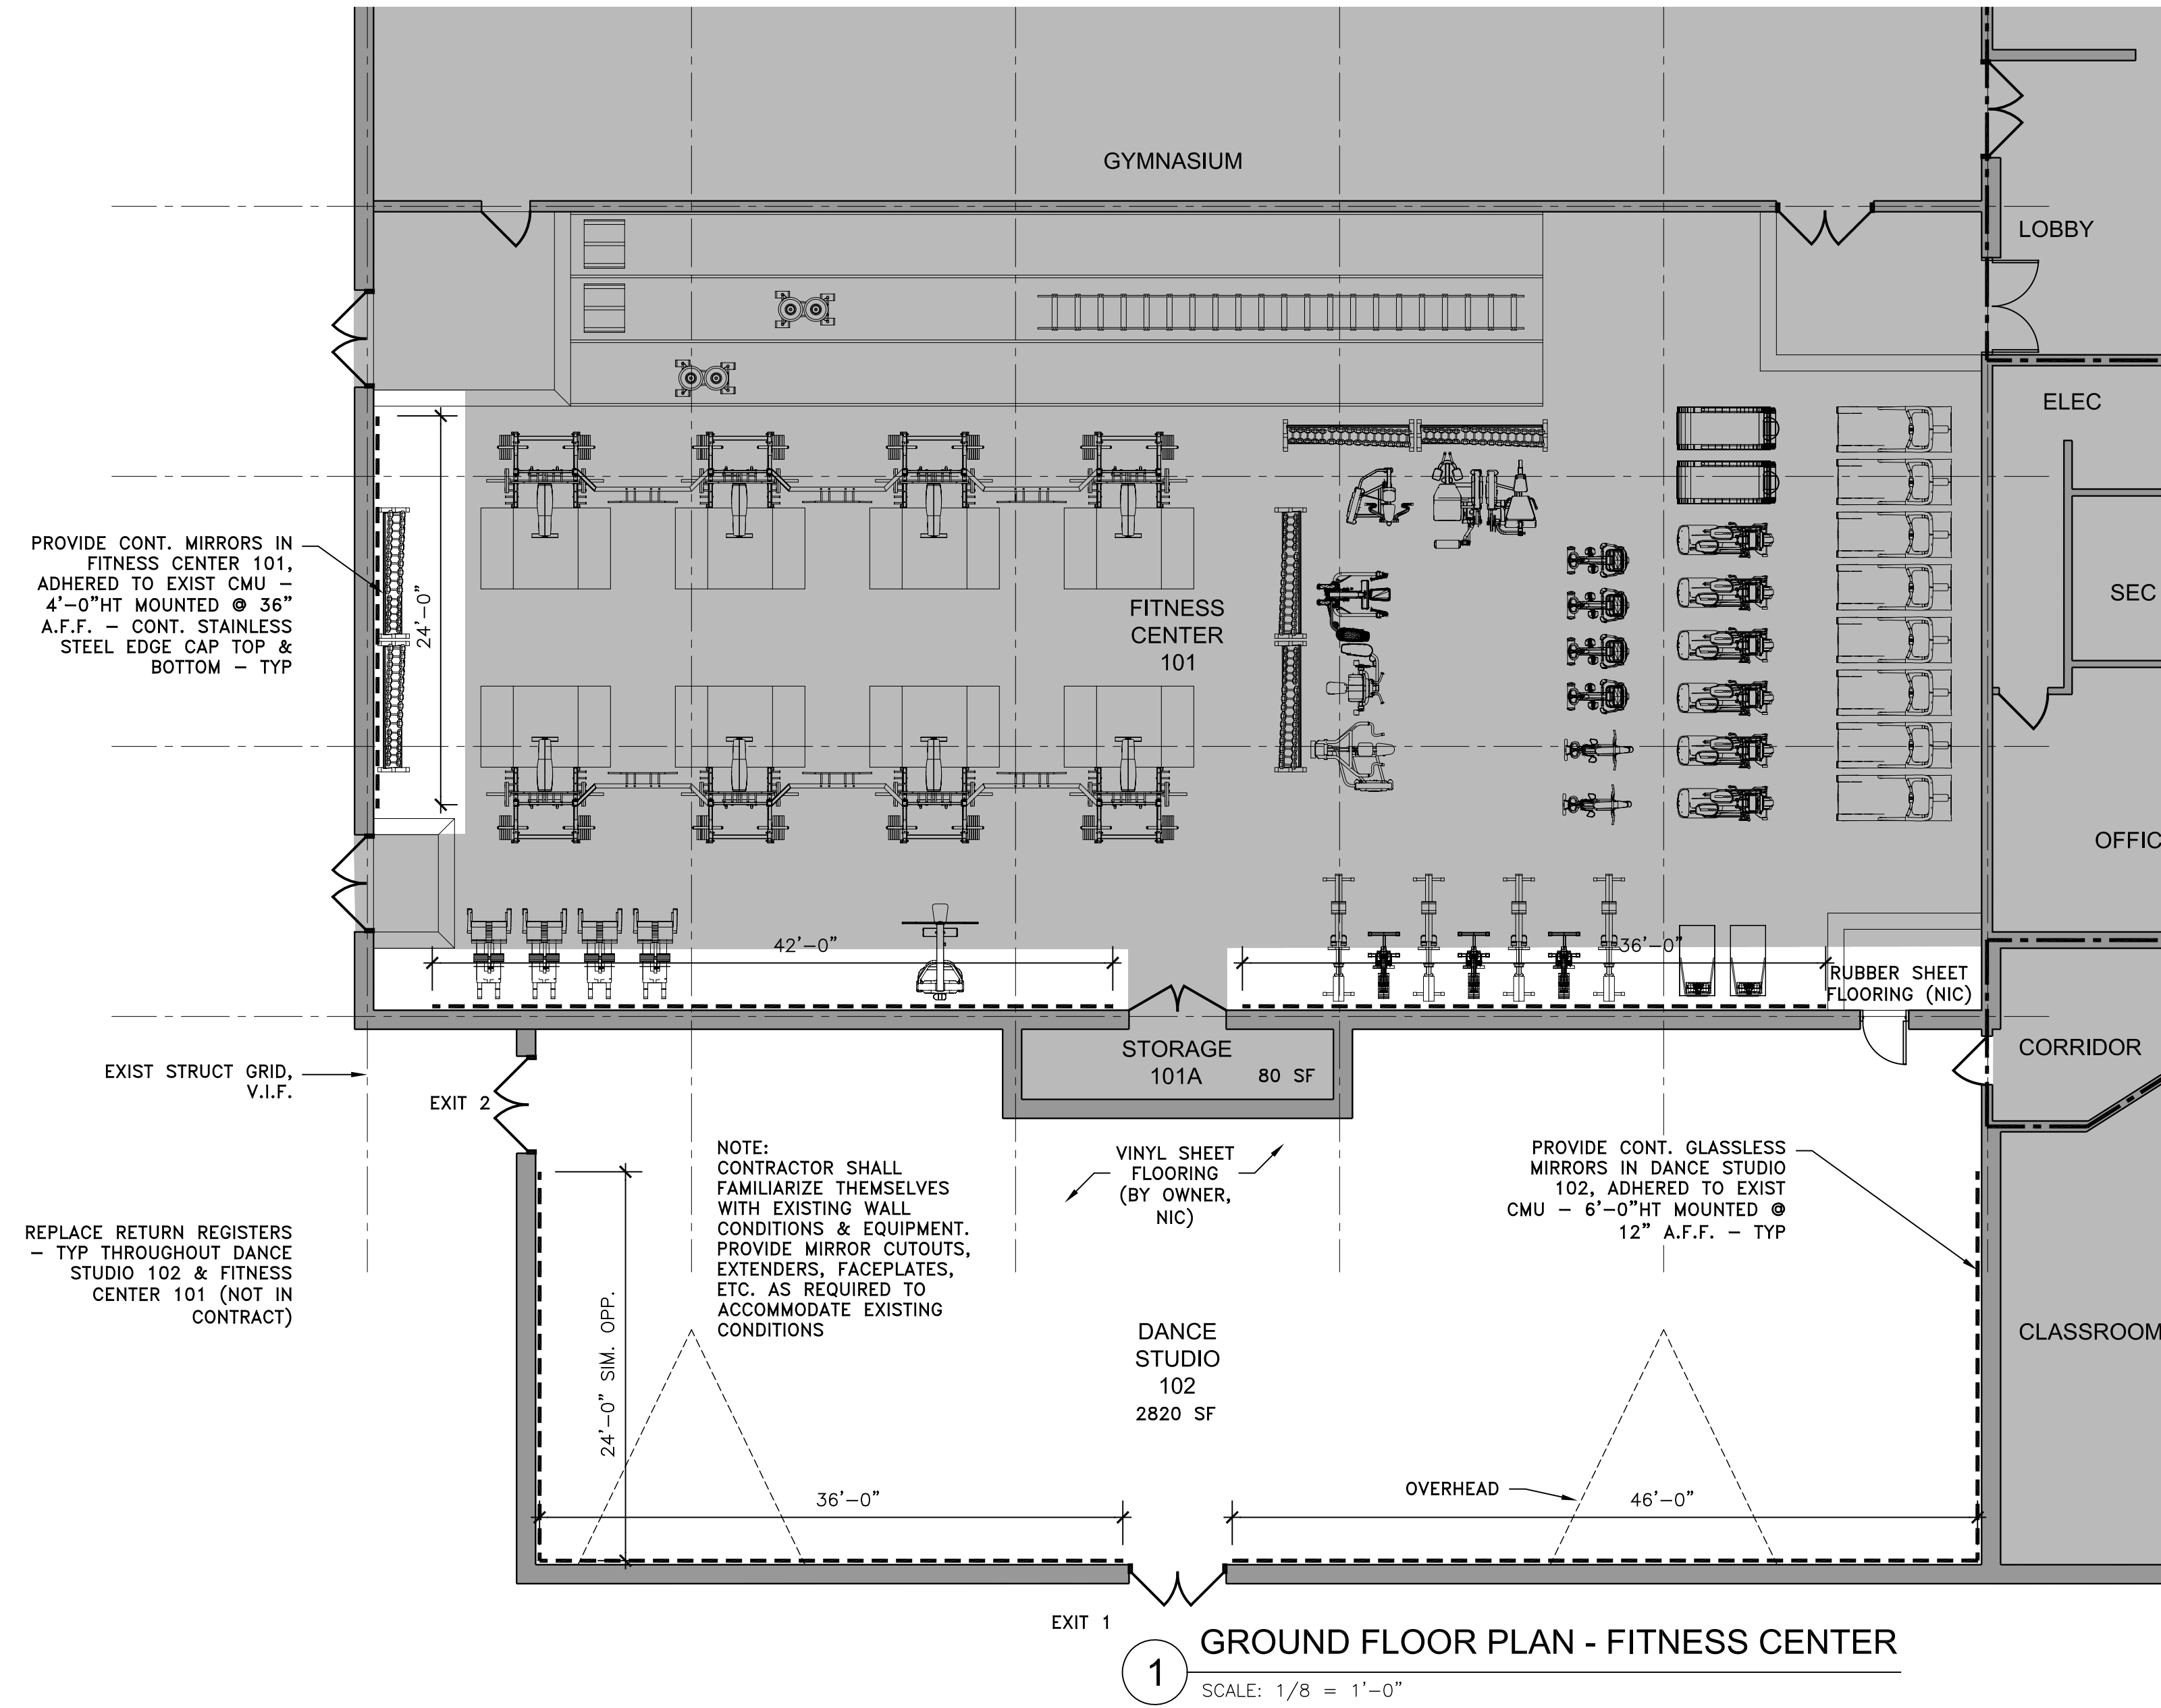 GYMNASIUM
LOBBY
ELEC
SEC
OFFIC
PROVIDE CONT. MIRRORS IN
FITNESS CENTER 101,
ADHERED TO EXIST CMU –
4'–0"HT MOUNTED @ 36"
A.F.F. – CONT. STAINLESS
STEEL EDGE CAP TOP &
BOTTOM – TYP
24'–0"
FITNESS
CENTER
101
42'–0"
36'–0"
RUBBER SHEET
FLOORING (NIC)
EXIST STRUCT GRID,
V.I.F.
EXIT 2
STORAGE
101A
80 SF
CORRIDOR
NOTE:
CONTRACTOR SHALL
FAMILIARIZE THEMSELVES
WITH EXISTING WALL
CONDITIONS & EQUIPMENT.
PROVIDE MIRROR CUTOUTS,
EXTENDERS, FACEPLATES,
ETC. AS REQUIRED TO
ACCOMMODATE EXISTING
CONDITIONS
VINYL SHEET
FLOORING
(BY OWNER,
NIC)
PROVIDE CONT. GLASSLESS
MIRRORS IN DANCE STUDIO
102, ADHERED TO EXIST
CMU – 6'–0"HT MOUNTED @
12" A.F.F. – TYP
REPLACE RETURN REGISTERS
– TYP THROUGHOUT DANCE
STUDIO 102 & FITNESS
CENTER 101 (NOT IN
CONTRACT)
24'–0" SIM. OPP.
DANCE
STUDIO
102
2820 SF
CLASSROOM
OVERHEAD
36'–0"
46'–0"
EXIT 1
1
GROUND FLOOR PLAN - FITNESS CENTER
SCALE: 1/8 = 1'–0"